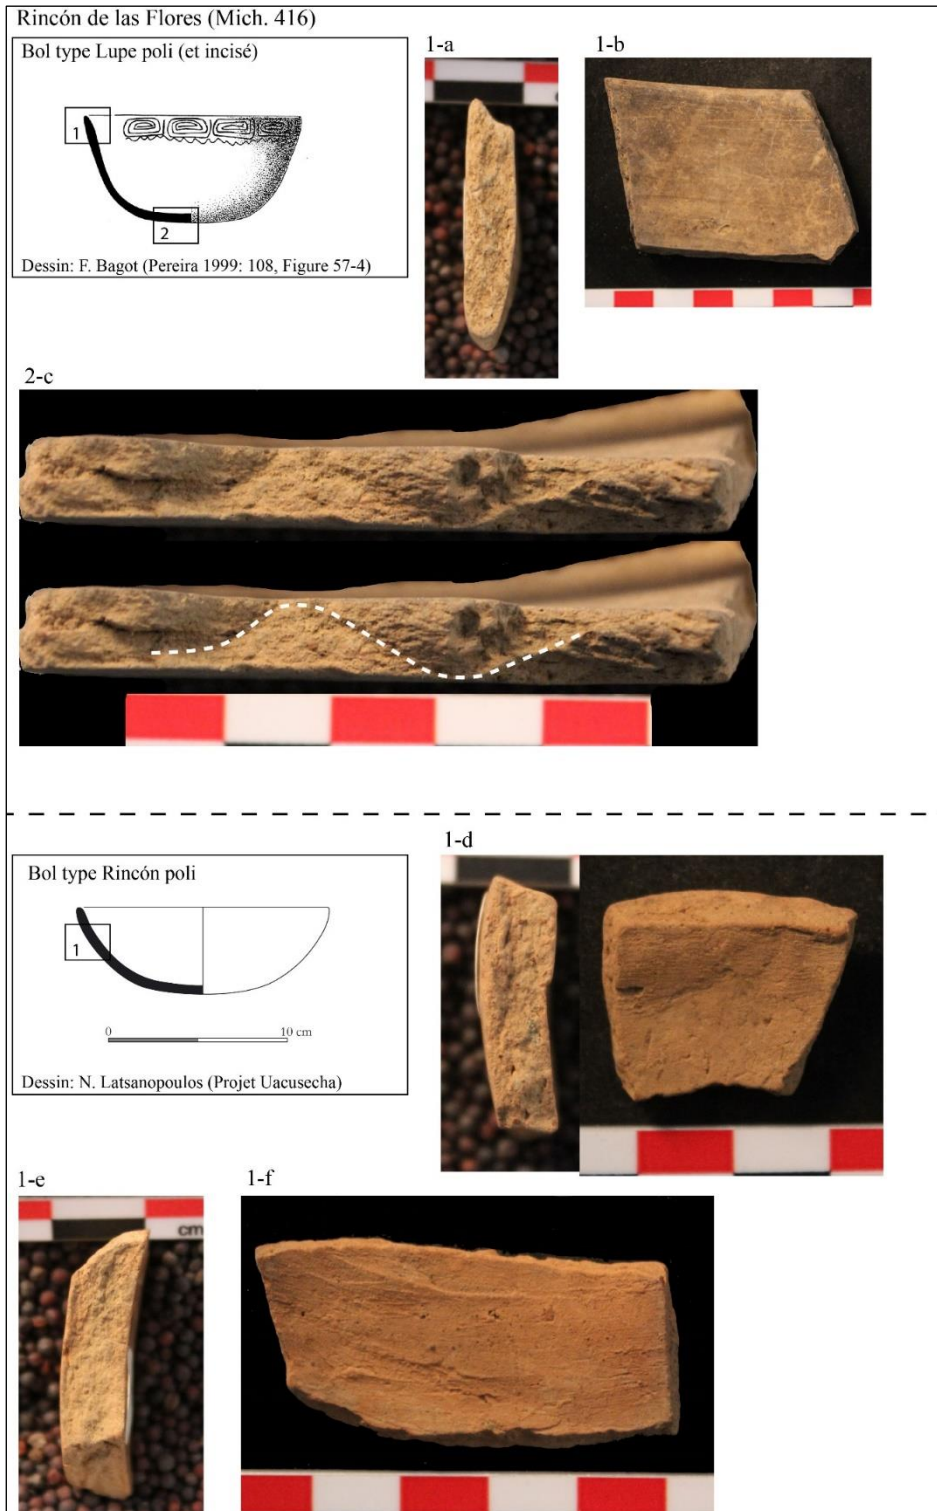 Rincón de las Flores (Mich. 416)
Bol type Lupe poli (et incisé)
1
2
Dessin: F. Bagot (Pereira 1999: 108, Figure 57-4)
1-a
1-b
2-c
Bol type Rincón poli
1
0 10 cm
Dessin: N. Latsanopoulos (Projet Uacusecha)
1-d
1-e
cm
1-f